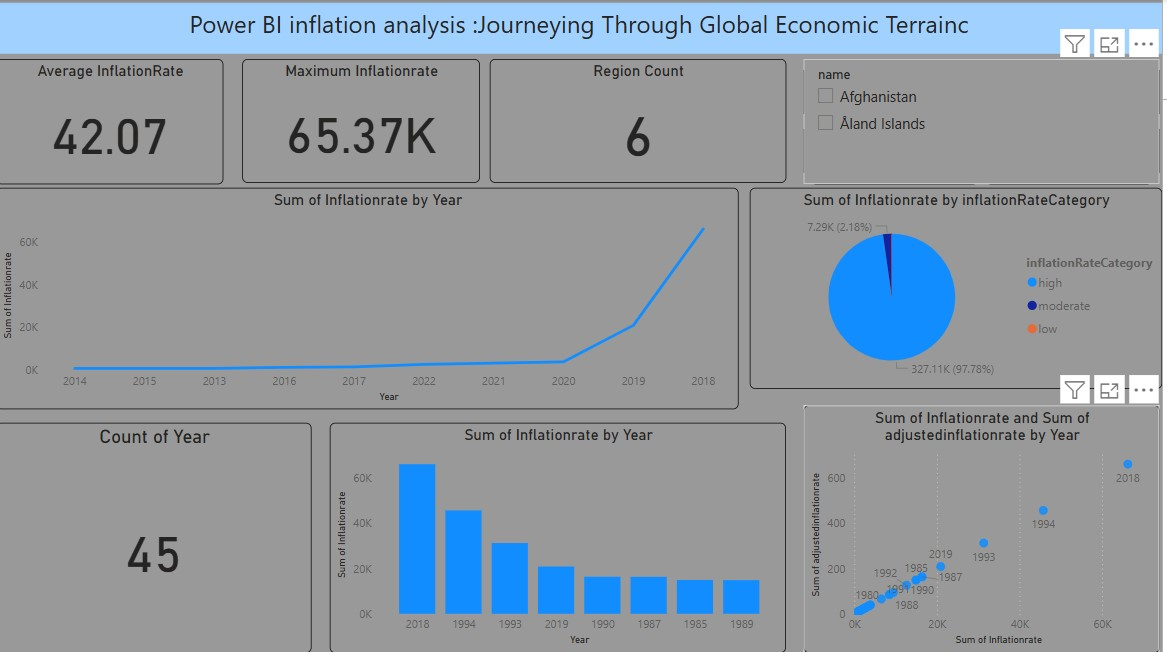 Power BI inflation analysis :Journeying Through Global Economic Terrainc
Average InflationRate
42.07
Maximum Inflationrate
65.37K
Region Count
6
name
Afghanistan
Åland Islands
Sum of Inflationrate by Year
Sum of Inflationrate
60K
40K
20K
0K
2014 2015 2013 2016 2017 2022 2021 2020 2019 2018
Year
Sum of Inflationrate by inflationRateCategory
7.29K (2.18%)
327.11K (97.78%)
inflationRateCategory
high
moderate
low
Count of Year
45
Sum of Inflationrate by Year
Sum of Inflationrate
60K
40K
20K
0K
2018 1994 1993 2019 1990 1987 1985 1989
Year
Sum of Inflationrate and Sum of
adjustedinflationrate by Year
Sum of adjustedinflationrate
600
400
200
0
2018
1994
1993
2019
1985
1987
1992
1991
1990
1980
1988
0K 20K 40K 60K
Sum of Inflationrate